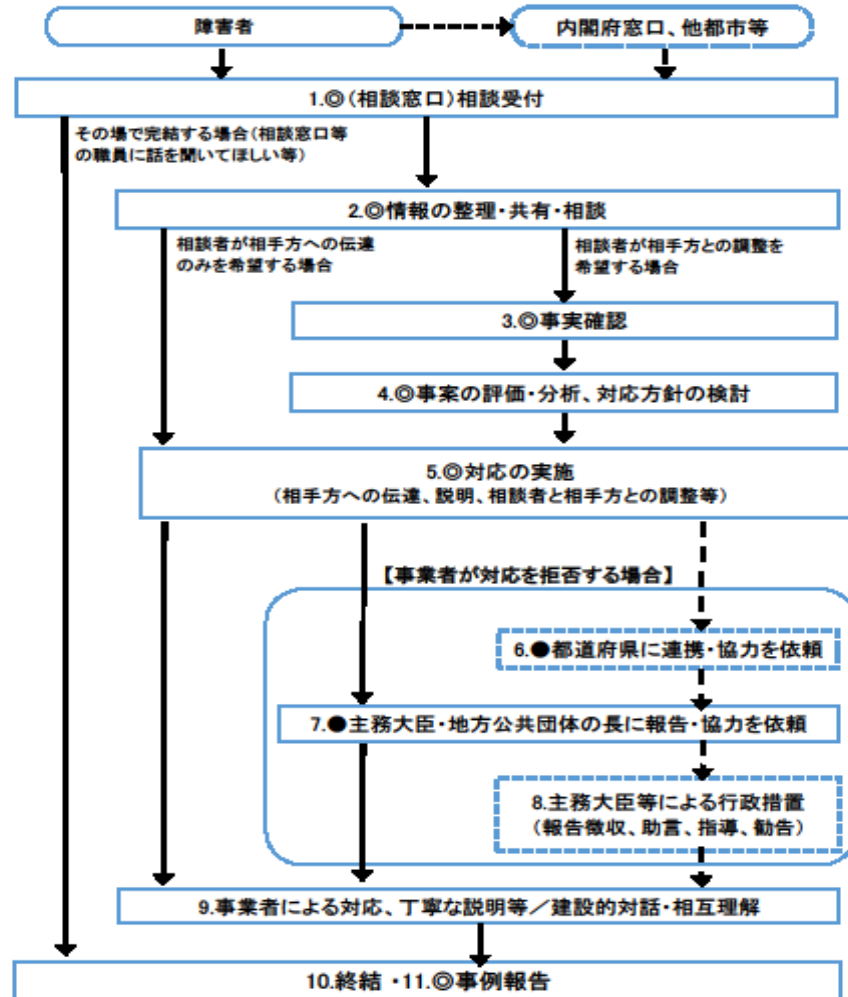 障害者
内閣府窓口、他都市等
1.◎(相談窓口)相談受付
その場で完結する場合(相談窓口等
の職員に話を聞いてほしい等)
2.◎情報の整理・共有・相談
相談者が相手方への伝達
のみを希望する場合
相談者が相手方との調整を
希望する場合
3.◎事実確認
4.◎事案の評価・分析、対応方針の検討
5.◎対応の実施
(相手方への伝達、説明、相談者と相手方との調整等)
【事業者が対応を拒否する場合】
6.●都道府県に連携・協力を依頼
7.●主務大臣・地方公共団体の長に報告・協力を依頼
8.主務大臣等による行政措置
(報告徴収、助言、指導、勧告)
9.事業者による対応、丁寧な説明等/建設的対話・相互理解
10.終結 ・11.◎事例報告